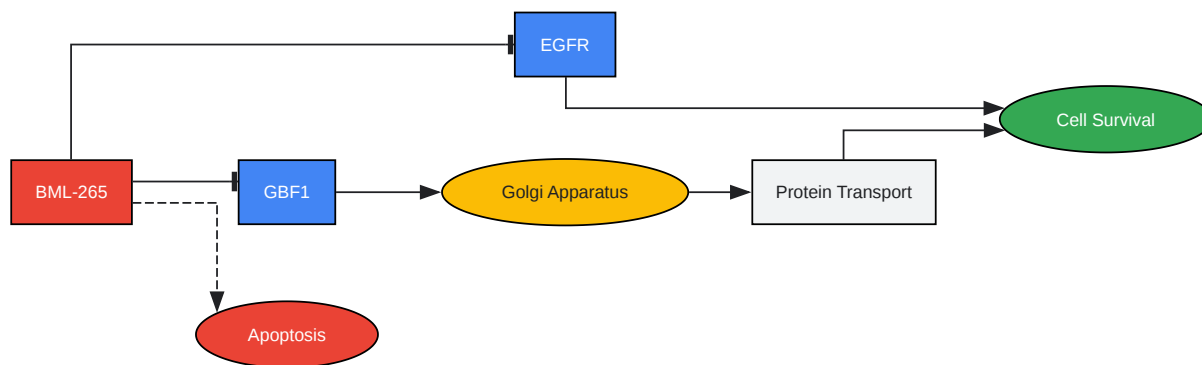 EGFR
Cell Survival
BML-265
GBF1
Golgi Apparatus
Protein Transport
Apoptosis